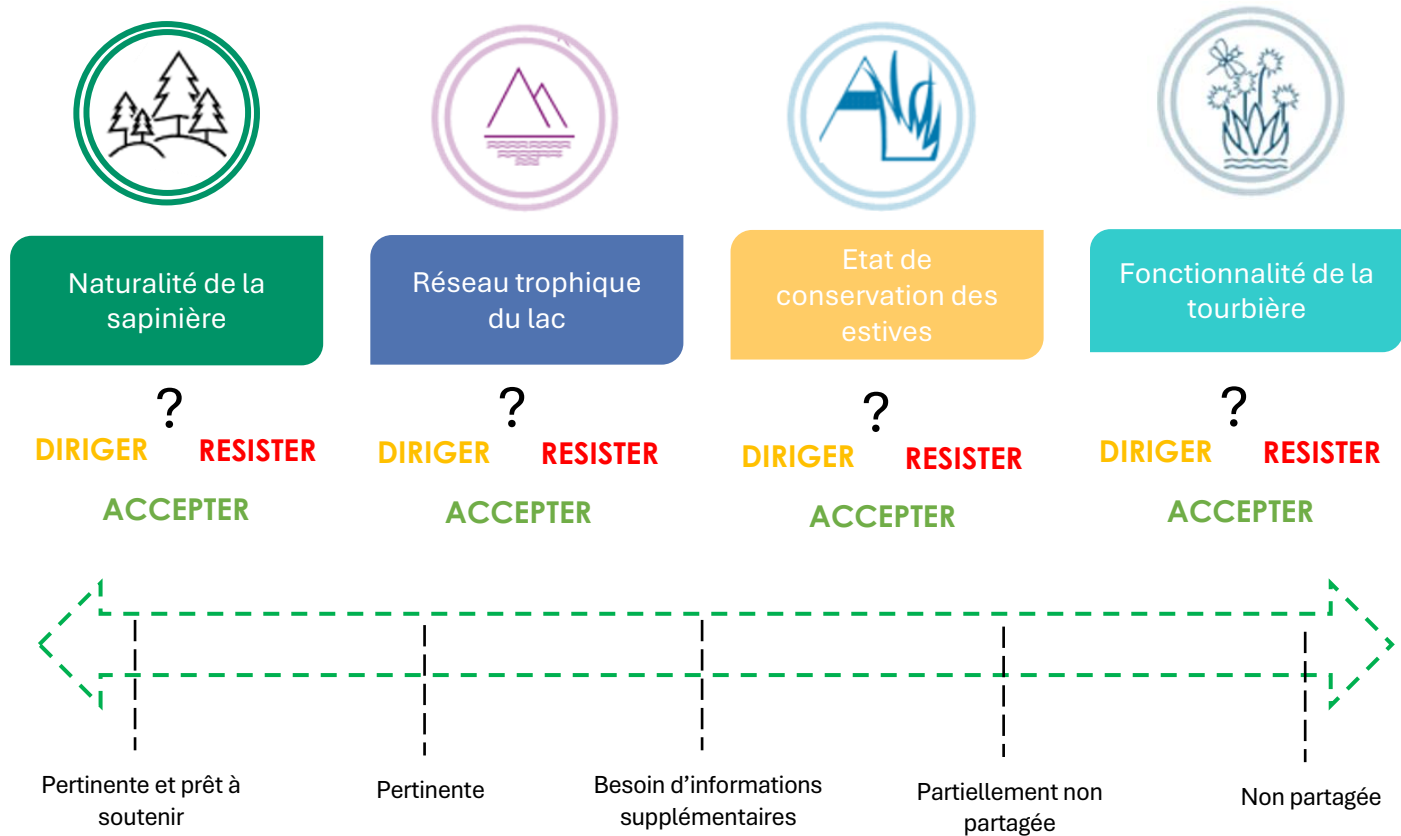 Naturalité de la
sapinière
Réseau trophique
du lac
Etat de
conservation des
estives
Fonctionnalité de la
tourbière
?
DIRIGER RESISTER
ACCEPTER
?
DIRIGER RESISTER
ACCEPTER
?
DIRIGER RESISTER
ACCEPTER
?
DIRIGER RESISTER
ACCEPTER
Pertinente et prêt à
soutenir
Pertinente
Besoin d’informations
supplémentaires
Partiellement non
partagée
Non partagée